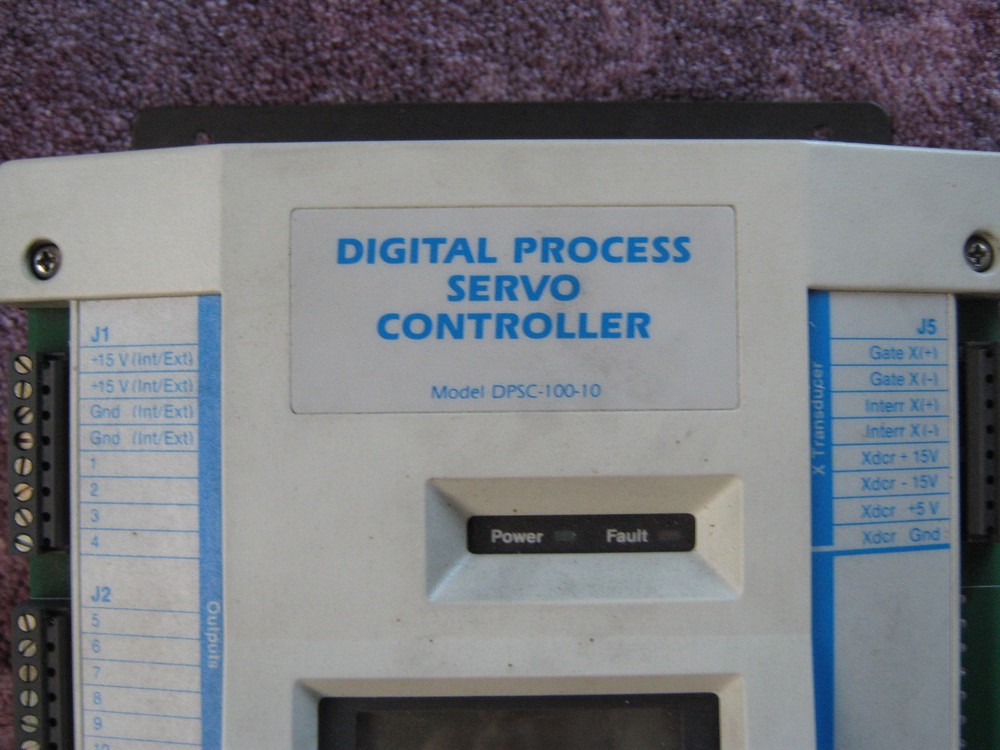 DIGITAL PROCESS
SERVO
CONTROLLER
Model DPSC-100-10
Power Fault
J1
+15 V (Int/Ext)
+15 V (Int/Ext)
Gnd (Int/Ext)
Gnd (Int/Ext)
1
2
3
4
J2
5
6
7
8
9
10
Outputs
X Transducer
J5
Gate X(+)
Gate X(-)
Interr X(+)
Interr X(-)
Xdcr + 15V
Xdcr - 15V
Xdcr +5 V
Xdcr Gnd